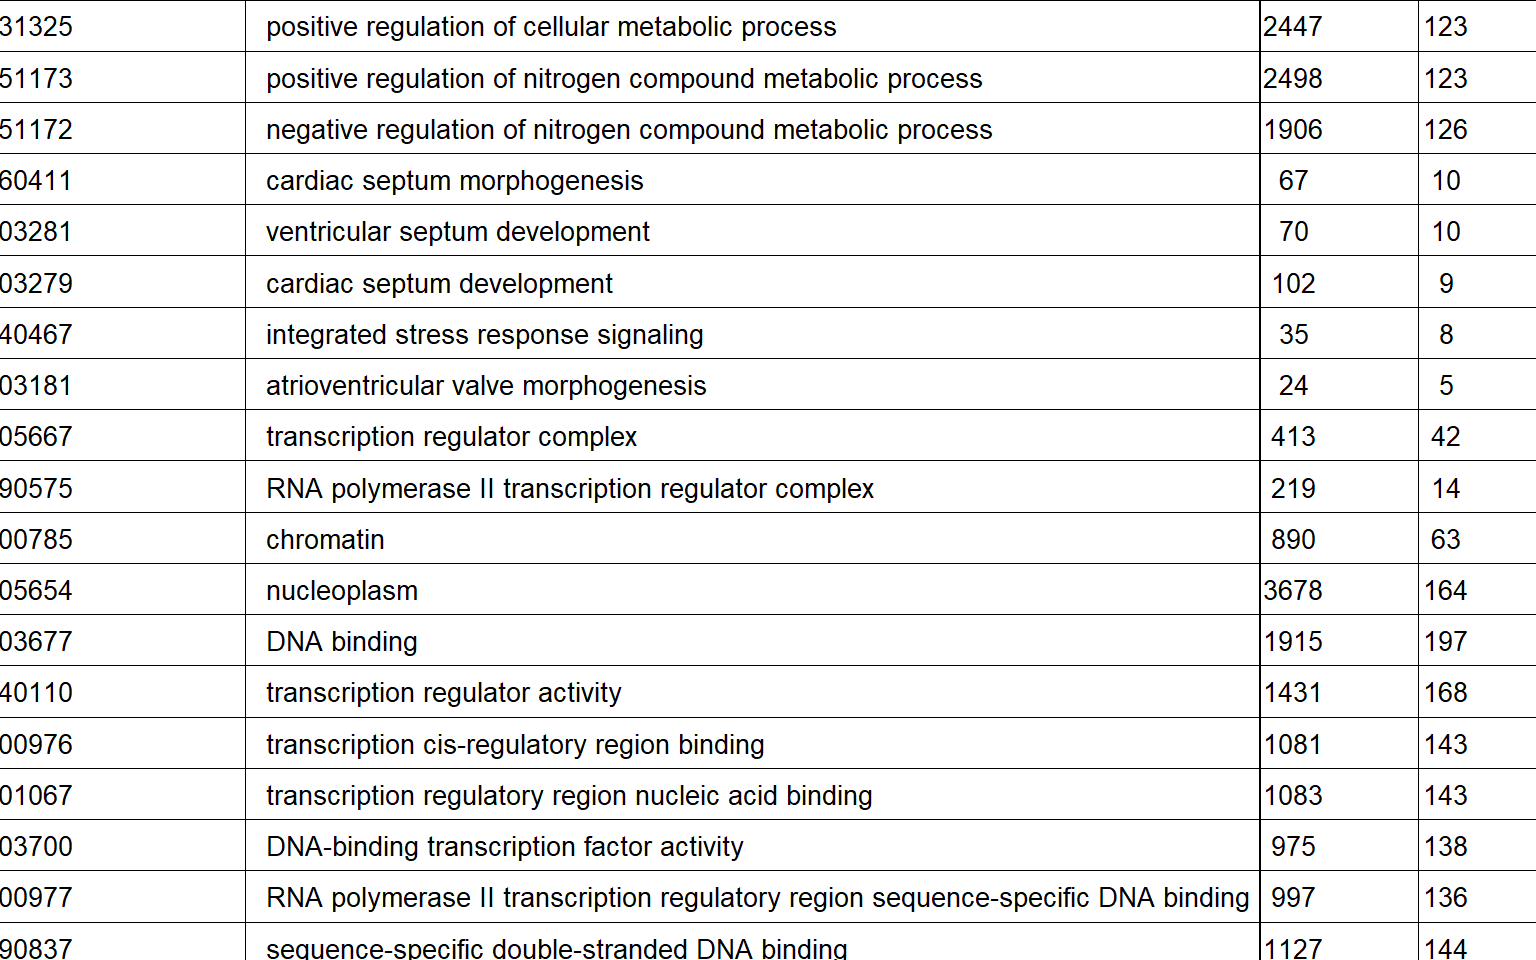 31325 positive regulation of cellular metabolic process 2447 123
51173 positive regulation of nitrogen compound metabolic process 2498 123
51172 negative regulation of nitrogen compound metabolic process 1906 126
60411 cardiac septum morphogenesis 67 10
03281 ventricular septum development 70 10
03279 cardiac septum development 102 9
40467 integrated stress response signaling 35 8
03181 atrioventricular valve morphogenesis 24 5
05667 transcription regulator complex 413 42
90575 RNA polymerase II transcription regulator complex 219 14
00785 chromatin 890 63
05654 nucleoplasm 3678 164
03677 DNA binding 1915 197
40110 transcription regulator activity 1431 168
00976 transcription cis-regulatory region binding 1081 143
01067 transcription regulatory region nucleic acid binding 1083 143
03700 DNA-binding transcription factor activity 975 138
00977 RNA polymerase II transcription regulatory region sequence-specific DNA binding 997 136
90837 sequence-specific double-stranded DNA binding 1127 144